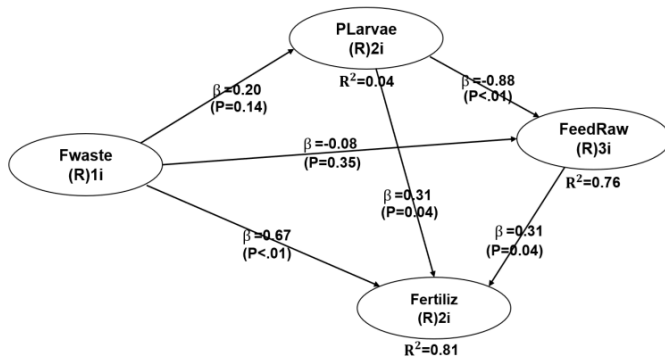 PLarvae
(R)2i
R²=0.04
β=0.20
(P=0.14)
β=-0.88
(P<.01)
Fwaste
(R)1i
β=-0.08
(P=0.35)
FeedRaw
(R)3i
R²=0.76
β=0.31
(P=0.04)
β=0.67
(P<.01)
β=0.31
(P=0.04)
Fertiliz
(R)2i
R²=0.81